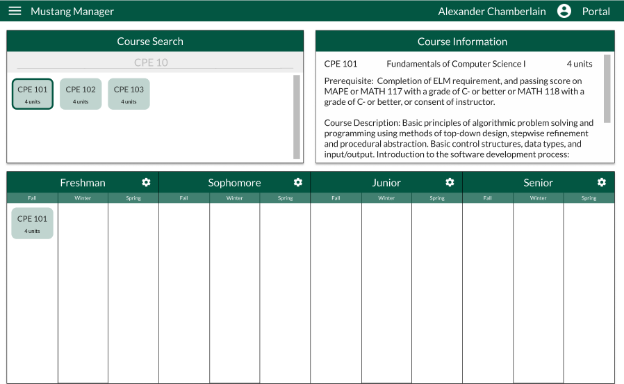 Mustang Manager
Alexander Chamberlain
Portal
Course Search
CPE 10
CPE 101
4 units
CPE 102
4 units
CPE 103
4 units
Course Information
CPE 101 Fundamentals of Computer Science I 4 units
Prerequisite: Completion of ELM requirement, and passing score on
MAPE or MATH 117 with a grade of C- or better or MATH 118 with a
grade of C- or better, or consent of instructor.
Course Description: Basic principles of algorithmic problem solving and
programming using methods of top-down design, stepwise refinement
and procedural abstraction. Basic control structures, data types, and
input/output. Introduction to the software development process:
Freshman Sophomore Junior Senior
Fall Winter Spring Fall Winter Spring Fall Winter Spring Fall Winter Spring
CPE 101
4 units